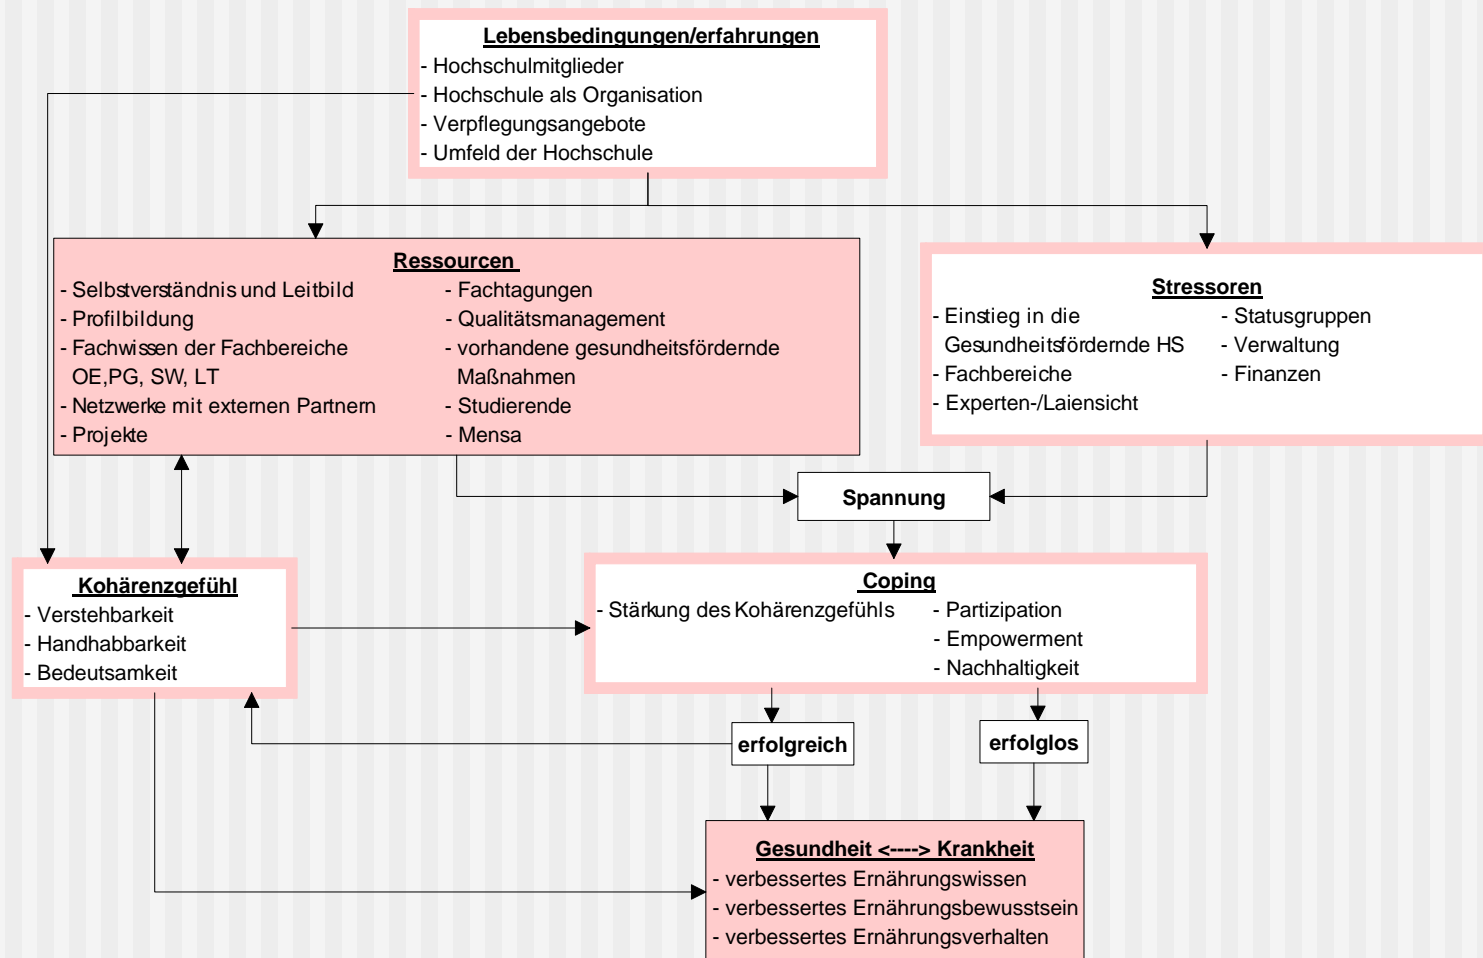 Lebensbedingungen/erfahrungen
- Hochschulmitglieder
- Hochschule als Organisation
- Verpflegungsangebote
- Umfeld der Hochschule
Ressourcen
- Selbstverständnis und Leitbild
- Profilbildung
- Fachwissen der Fachbereiche
OE,PG, SW, LT
- Netzwerke mit externen Partnern
- Projekte
- Fachtagungen
- Qualitätsmanagement
- vorhandene gesundheitsfördernde
Maßnahmen
- Studierende
- Mensa
Stressoren
- Einstieg in die
Gesundheitsfördernde HS
- Fachbereiche
- Experten-/Laiensicht
- Statusgruppen
- Verwaltung
- Finanzen
Spannung
Kohärenzgefühl
- Verstehbarkeit
- Handhabbarkeit
- Bedeutsamkeit
Coping
- Stärkung des Kohärenzgefühls
- Partizipation
- Empowerment
- Nachhaltigkeit
erfolgreich
erfolglos
Gesundheit <----> Krankheit
- verbessertes Ernährungswissen
- verbessertes Ernährungsbewusstsein
- verbessertes Ernährungsverhalten